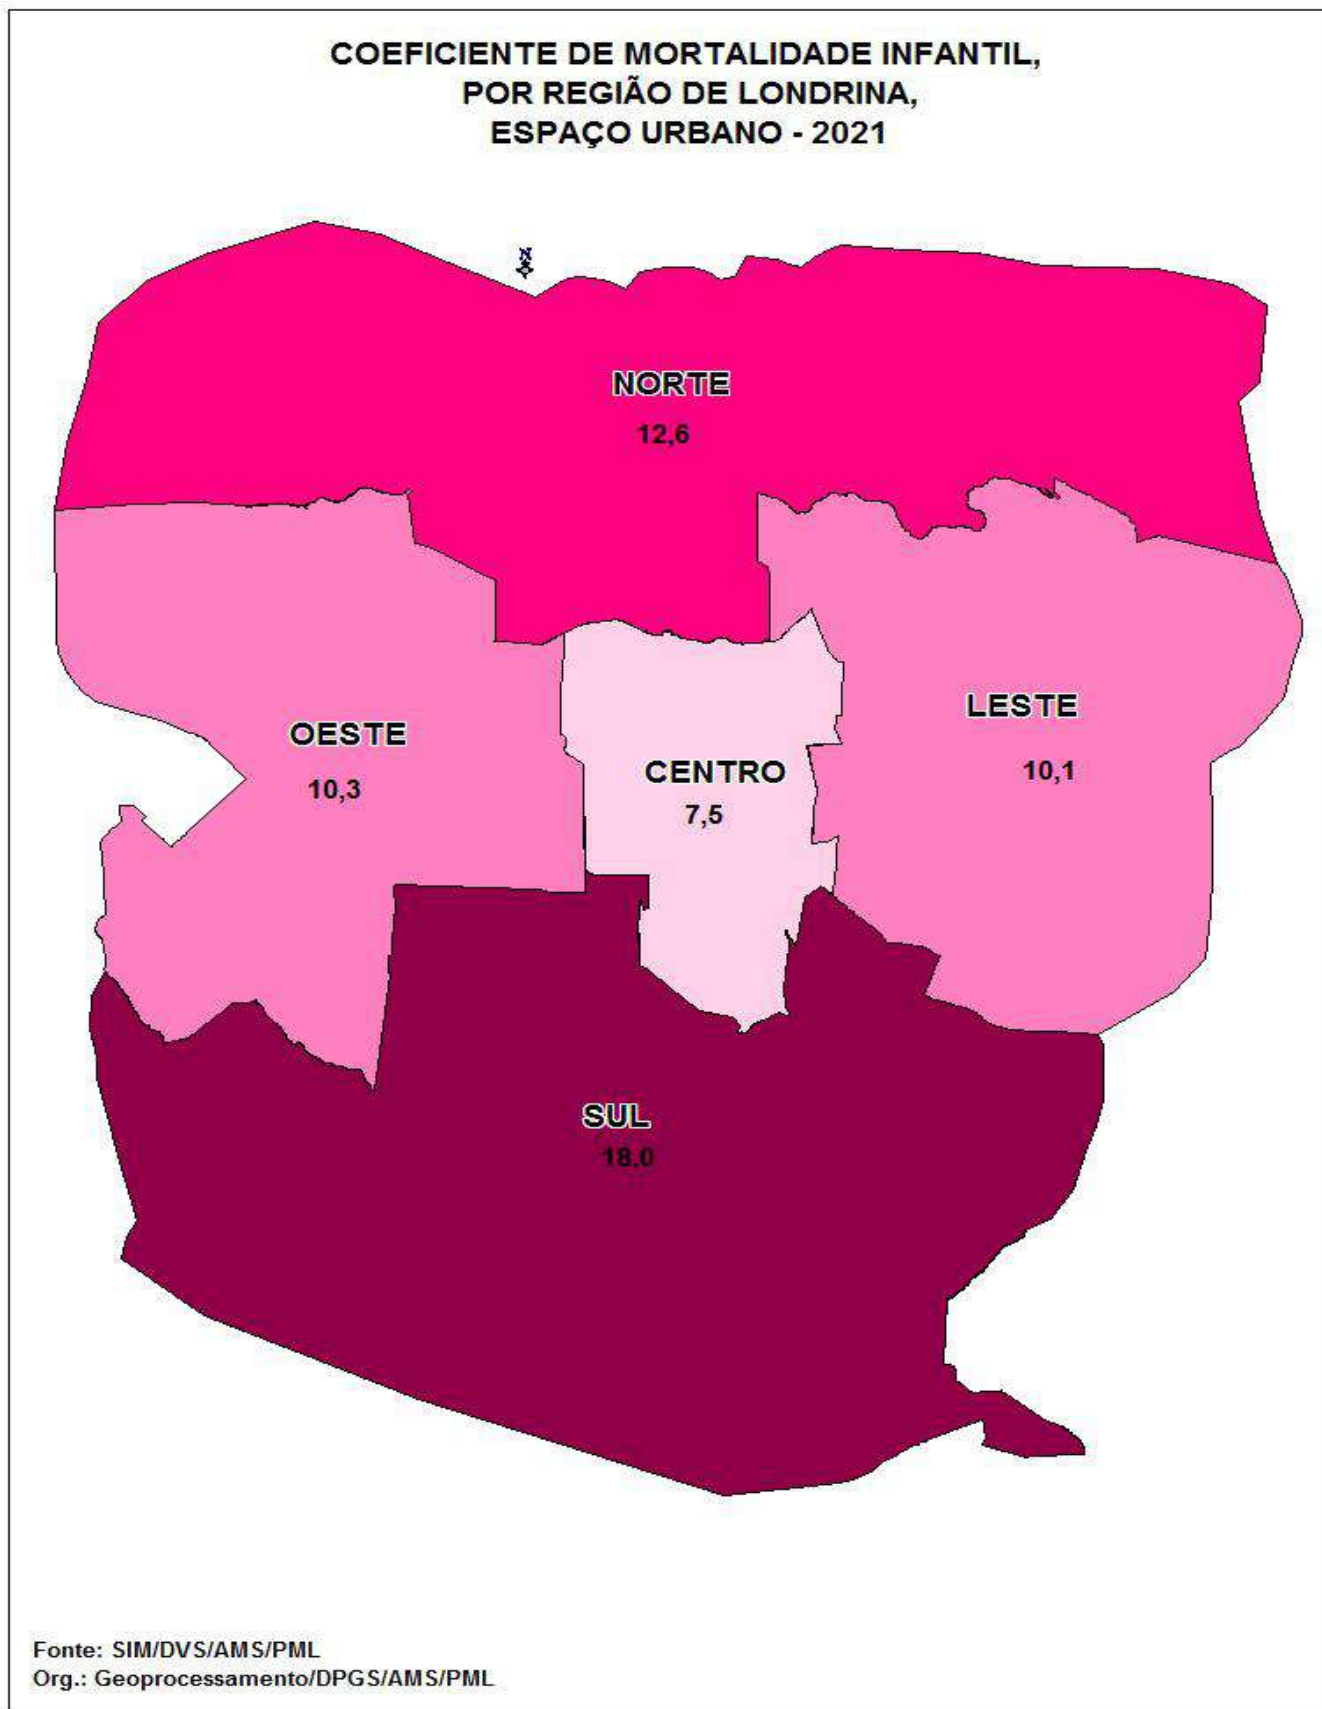 COEFICIENTE DE MORTALIDADE INFANTIL,
POR REGIÃO DE LONDRINA,
ESPAÇO URBANO - 2021
N
NORTE
12,6
OESTE
10,3
CENTRO
7,5
LESTE
10,1
SUL
18,0
Fonte: SIM/DVS/AMS/PML
Org.: Geoprocessamento/DPGS/AMS/PML